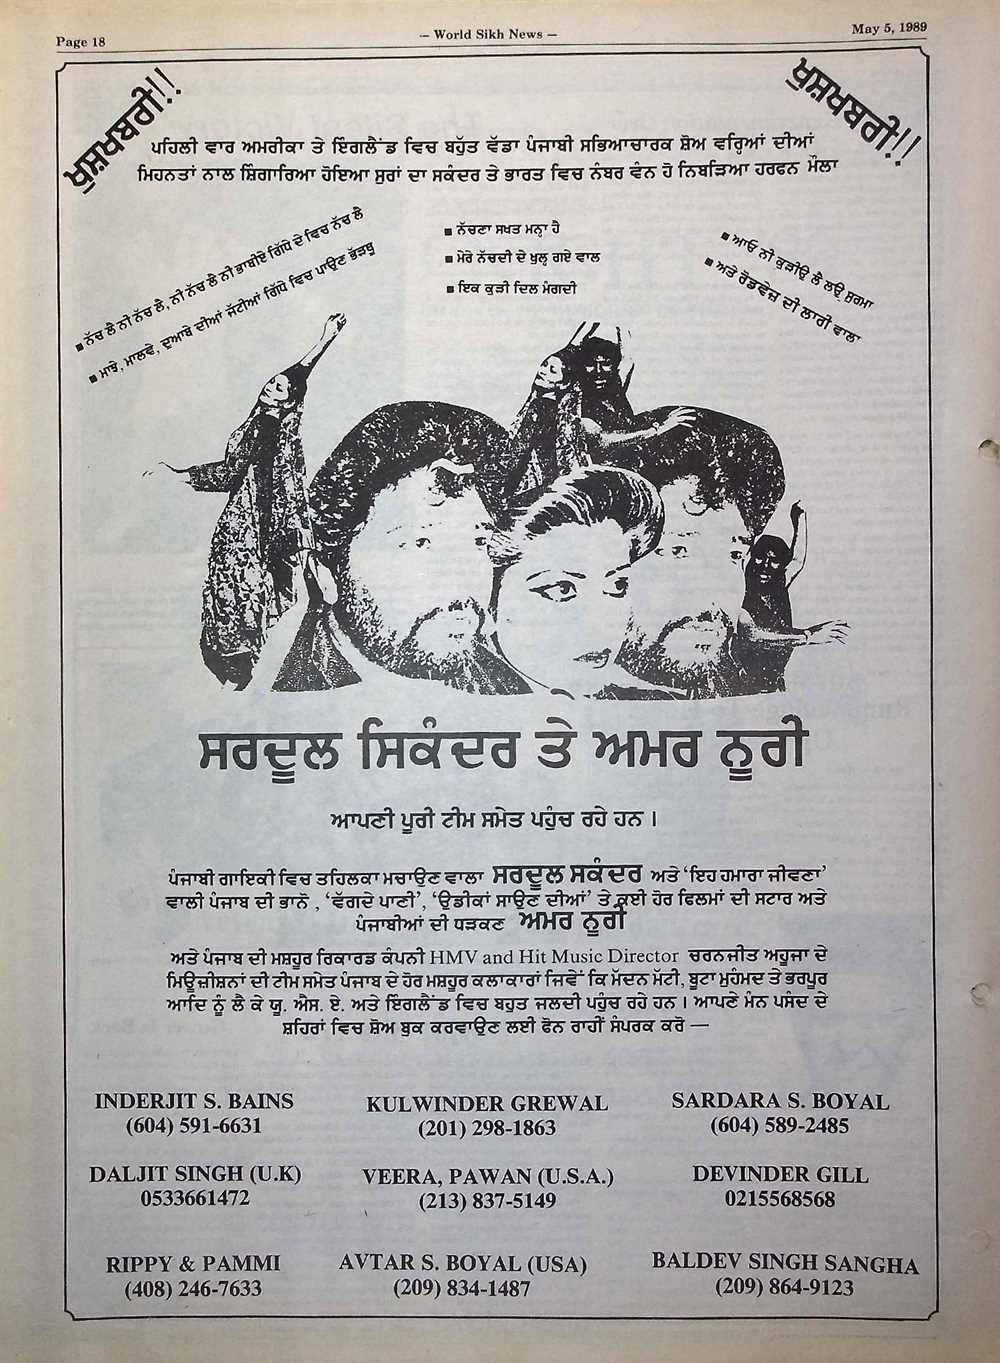 Page 18
— World Sikh News —
May 5, 1989
ਖੁਸ਼ਖਬਰੀ!!
ਖੁਸ਼ਖਬਰੀ!!
ਪਹਿਲੀ ਵਾਰ ਅਮਰੀਕਾ ਤੇ ਇੰਗਲੈਂਡ ਵਿਚ ਬਹੁੱਤ ਵੱਡਾ ਪੰਜਾਬੀ ਸਭਿਆਚਾਰਕ ਸ਼ੋਅ ਵਰ੍ਹਿਆਂ ਦੀਆਂ
ਮਿਹਨਤਾਂ ਨਾਲ ਸ਼ਿੰਗਾਰਿਆ ਹੋਇਆ ਸੁਰਾਂ ਦਾ ਸਕੰਦਰ ਤੇ ਭਾਰਤ ਵਿਚ ਨੰਬਰ ਵੰਨ ਹੋ ਨਿਬੜਿਆ ਹਰਫਨ ਮੌਲਾ
■ ਨੱਚ ਲੈ ਨੀ ਨੱਚ ਲੈ, ਨੀ ਨੱਚ ਲੈ ਨੀ ਭਾਬੀਏ ਗਿੱਧੇ ਦੇ ਵਿਚ ਨੱਚ ਲੈ
■ ਮਾਝੇ, ਮਾਲਵੇ, ਦੁਆਬੇ ਦੀਆਂ ਜੱਟੀਆਂ ਗਿੱਧੇ ਵਿਚ ਪਾਉਣ ਭੱੜਥੂ
■ ਨੱਚਣਾ ਸਖਤ ਮਨ੍ਹਾ ਹੈ
■ ਮੇਰੇ ਨੱਚਦੀ ਦੇ ਖੁਲ੍ਹ ਗਏ ਵਾਲ
■ ਇਕ ਕੁੜੀ ਦਿਲ ਮੰਗਦੀ
■ ਆਓ ਨੀ ਕੁੜੀਉ ਲੈ ਲਉ ਸੁਰਮਾ
■ ਅਤੇ ਰੋਡਵੇਜ਼ ਦੀ ਲਾਰੀ ਵਾਲਾ
ਸਰਦੂਲ ਸਿਕੰਦਰ ਤੇ ਅਮਰ ਨੂਰੀ
ਆਪਣੀ ਪੂਰੀ ਟੀਮ ਸਮੇਤ ਪਹੁੰਚ ਰਹੇ ਹਨ ।
ਪੰਜਾਬੀ ਗਾਇਕੀ ਵਿਚ ਤਹਿਲਕਾ ਮਚਾਉਣ ਵਾਲਾ ਸਰਦੂਲ ਸਕੰਦਰ ਅਤੇ ‘ਇਹ ਹਮਾਰਾ ਜੀਵਣਾ’
ਵਾਲੀ ਪੰਜਾਬ ਦੀ ਭਾਨੋ , ‘ਵੱਗਦੇ ਪਾਣੀ’, ‘ਉਡੀਕਾਂ ਸਾਉਣ ਦੀਆਂ’ ਤੇ ਕਈ ਹੋਰ ਫਿਲਮਾਂ ਦੀ ਸਟਾਰ ਅਤੇ
ਪੰਜਾਬੀਆਂ ਦੀ ਧੜਕਣ ਅਮਰ ਨੂਰੀ
ਅਤੇ ਪੰਜਾਬ ਦੀ ਮਸ਼ਹੂਰ ਰਿਕਾਰਡ ਕੰਪਨੀ HMV and Hit Music Director ਚਰਨਜੀਤ ਅਹੂਜਾ ਦੇ
ਮਿਊਜ਼ੀਸ਼ਨਾਂ ਦੀ ਟੀਮ ਸਮੇਤ ਪੰਜਾਬ ਦੇ ਹੋਰ ਮਸ਼ਹੂਰ ਕਲਾਕਾਰਾਂ ਜਿਵੇਂ ਕਿ ਮੱਦਨ ਮੱਟੀ, ਬੂਟਾ ਮੁਹੰਮਦ ਤੇ ਭਰਪੂਰ
ਆਦਿ ਨੂੰ ਲੈ ਕੇ ਯੂ. ਐਸ. ਏ. ਅਤੇ ਇੰਗਲੈਂਡ ਵਿਚ ਬਹੁਤ ਜਲਦੀ ਪਹੁੰਚ ਰਹੇ ਹਨ । ਆਪਣੇ ਮੰਨ ਪਸੰਦ ਦੇ
ਸ਼ਹਿਰਾਂ ਵਿਚ ਸ਼ੋਅ ਬੁਕ ਕਰਵਾਉਣ ਲਈ ਫੋਨ ਰਾਹੀਂ ਸੰਪਰਕ ਕਰੋ —
INDERJIT S. BAINS
(604) 591-6631
KULWINDER GREWAL
(201) 298-1863
SARDARA S. BOYAL
(604) 589-2485
DALJIT SINGH (U.K)
0533661472
VEERA, PAWAN (U.S.A.)
(213) 837-5149
DEVINDER GILL
0215568568
RIPPY & PAMMI
(408) 246-7633
AVTAR S. BOYAL (USA)
(209) 834-1487
BALDEV SINGH SANGHA
(209) 864-9123